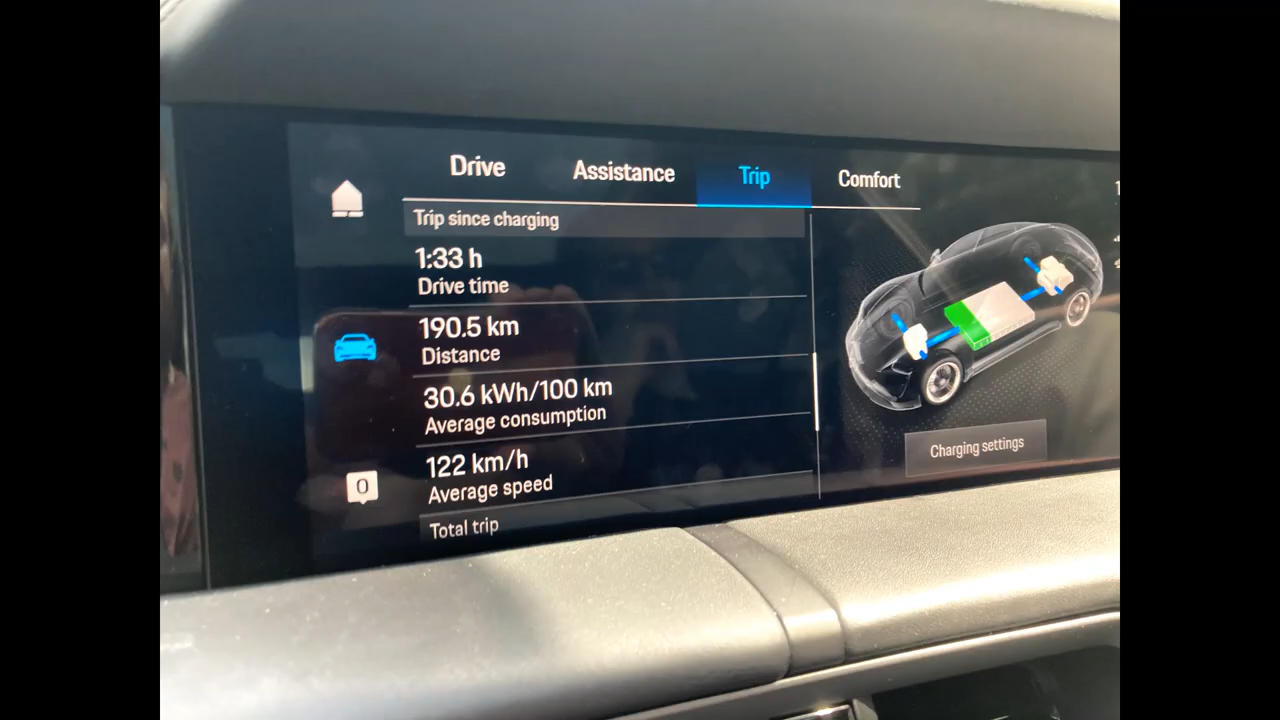 Drive Assistance Trip Comfort
Trip since charging
1:33 h
Drive time
190.5 km
Distance
30.6 kWh/100 km
Average consumption
122 km/h
Average speed
Total trip
0
Charging settings